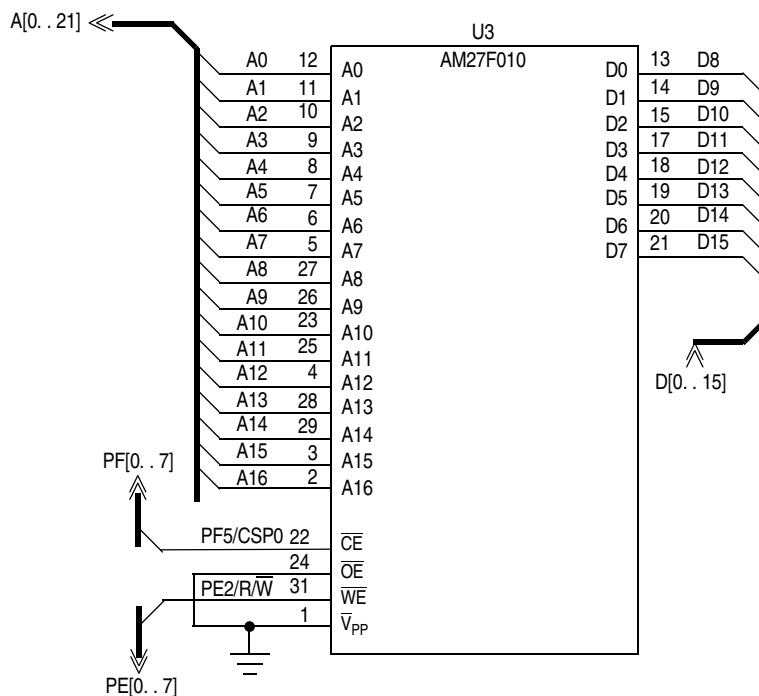 A[0. . 21]
U3
AM27F010
A0 12 A0 D0 13 D8
A1 11 A1 D1 14 D9
A2 10 A2 D2 15 D10
A3 9 A3 D3 17 D11
A4 8 A4 D4 18 D12
A5 7 A5 D5 19 D13
A6 6 A6 D6 20 D14
A7 5 A7 D7 21 D15
A8 27 A8
A9 26 A9
A10 23 A10
A11 25 A11
A12 4 A12
D[0. . 15]
A13 28 A13
A14 29 A14
A15 3 A15
PF[0. . 7]
A16 2 A16
PF5/CSP0 22 C̅E̅
24 O̅E̅
PE2/R/W̅ 31 W̅E̅
1 V̅PP
PE[0. . 7]